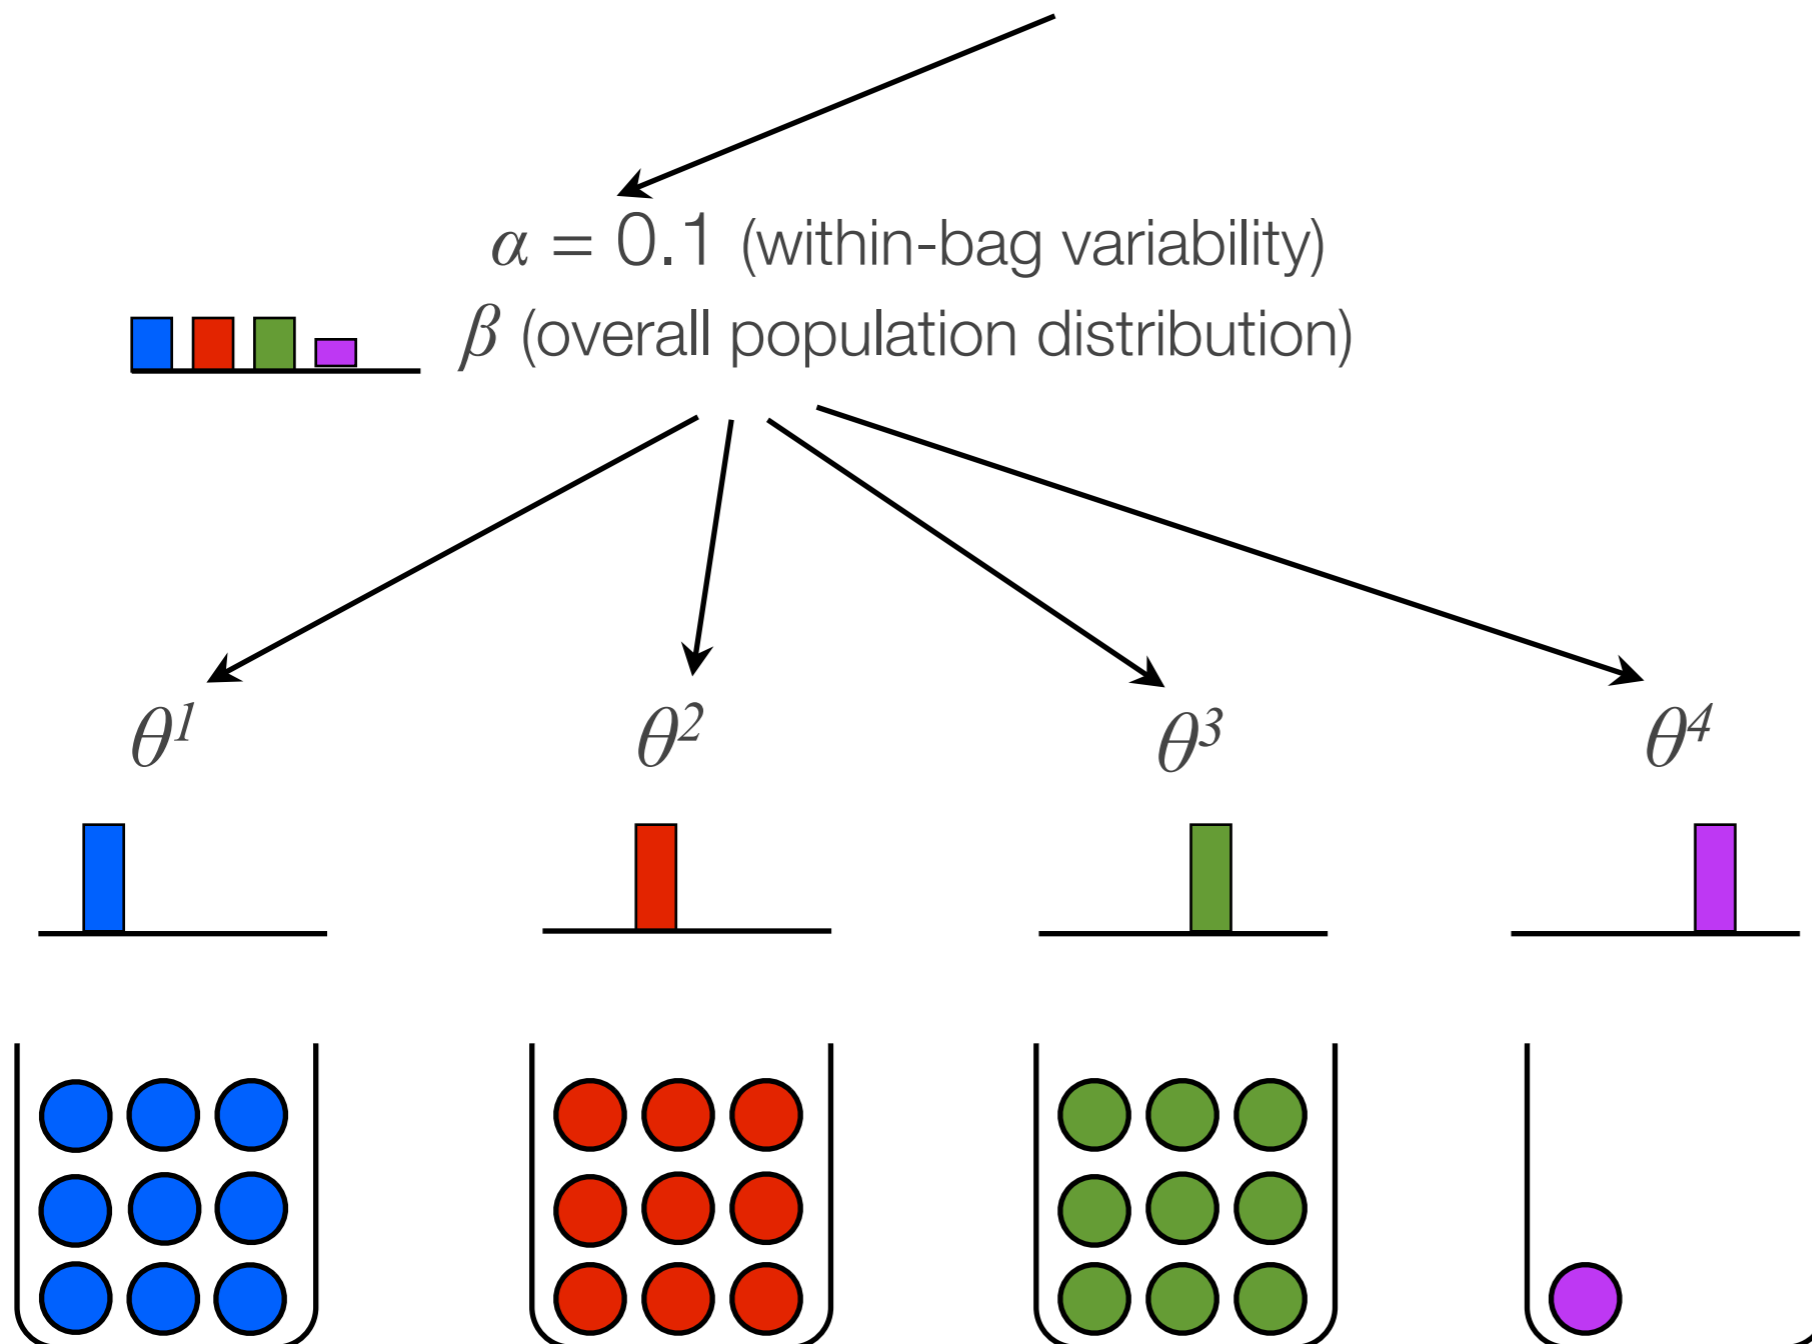 α = 0.1 (within-bag variability)
β (overall population distribution)
θ¹ θ² θ³ θ⁴